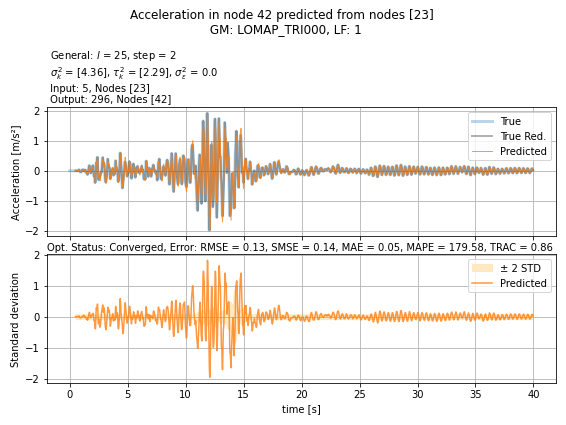 Acceleration in node 42 predicted from nodes [23]
GM: LOMAP_TRI000, LF: 1
General: l = 25, step = 2
σ²ₖ = [4.36], τ²ₖ = [2.29], σ²ε = 0.0
Input: 5, Nodes [23]
Output: 296, Nodes [42]
Acceleration [m/s²]
2
1
0
−1
−2
True
True Red.
Predicted
Opt. Status: Converged, Error: RMSE = 0.13, SMSE = 0.14, MAE = 0.05, MAPE = 179.58, TRAC = 0.86
Standard deviation
2
1
0
−1
−2
± 2 STD
Predicted
0 5 10 15 20 25 30 35 40
time [s]